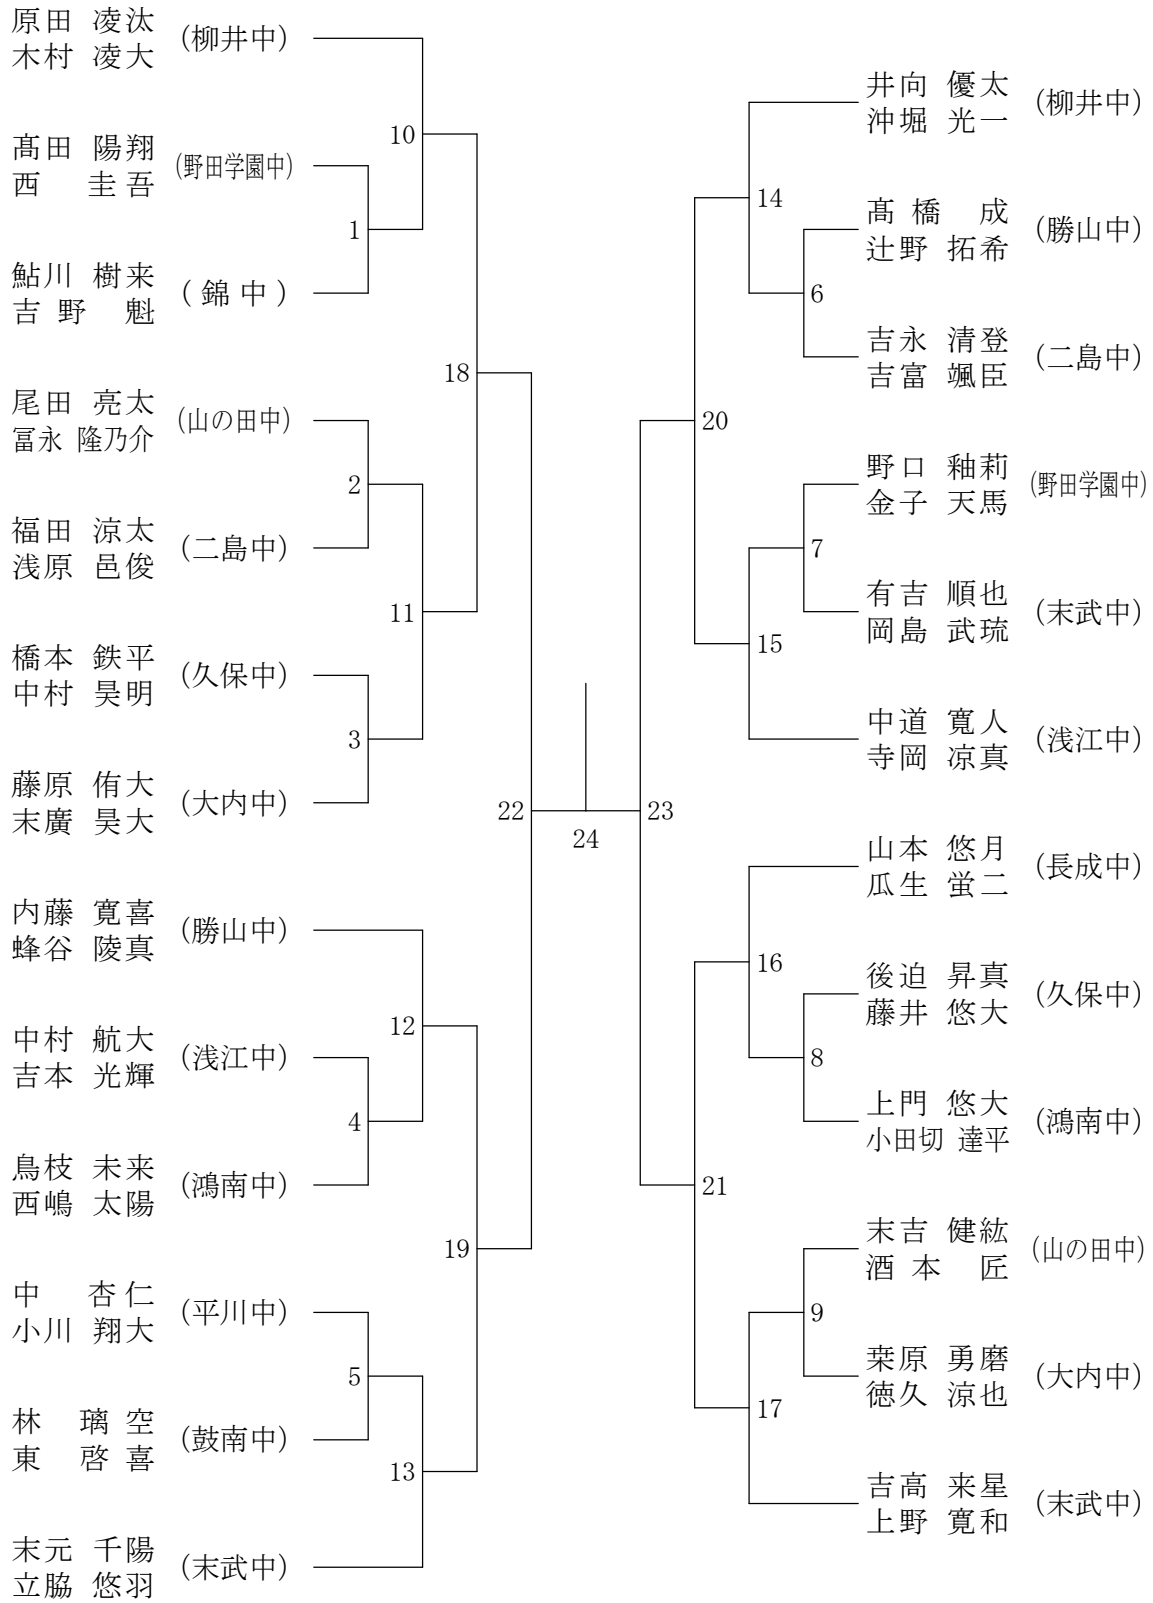 原田 凌汰
木村 凌大
(柳井中)
髙田 陽翔
西 圭吾
(野田学園中)
鮎川 樹来
吉野 魁
(錦中)
尾田 亮太
冨永 隆乃介
(山の田中)
福田 涼太
浅原 邑俊
(二島中)
橋本 鉄平
中村 昊明
(久保中)
藤原 侑大
末廣 昊大
(大内中)
内藤 寛喜
蜂谷 陵真
(勝山中)
中村 航大
吉本 光輝
(浅江中)
鳥枝 未来
西嶋 太陽
(鴻南中)
中 杏仁
小川 翔大
(平川中)
林 璃空
東 啓喜
(鼓南中)
末元 千陽
立脇 悠羽
(末武中)
10
1
18
2
11
3
22
12
4
19
5
13
24
23
14
6
20
7
15
16
8
21
9
17
井向 優太
沖堀 光一
(柳井中)
髙橋 成
辻野 拓希
(勝山中)
吉永 清登
吉富 颯臣
(二島中)
野口 釉莉
金子 天馬
(野田学園中)
有吉 順也
岡島 武琉
(末武中)
中道 寛人
寺岡 凉真
(浅江中)
山本 悠月
瓜生 蛍二
(長成中)
後迫 昇真
藤井 悠大
(久保中)
上門 悠大
小田切 達平
(鴻南中)
末吉 健紘
酒本 匠
(山の田中)
桒原 勇磨
徳久 涼也
(大内中)
吉高 来星
上野 寛和
(末武中)